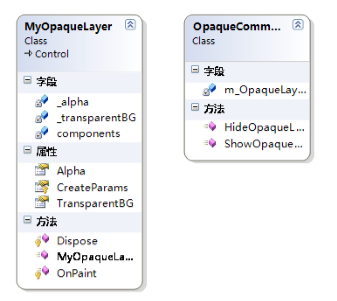 MyOpaqueLayer
Class
Control
字段
_alpha
_transparentBG
components
属性
Alpha
CreateParams
TransparentBG
方法
Dispose
MyOpaqueLa...
OnPaint
OpaqueComm...
Class
字段
m_OpaqueLay...
方法
HideOpaqueL...
ShowOpaque...